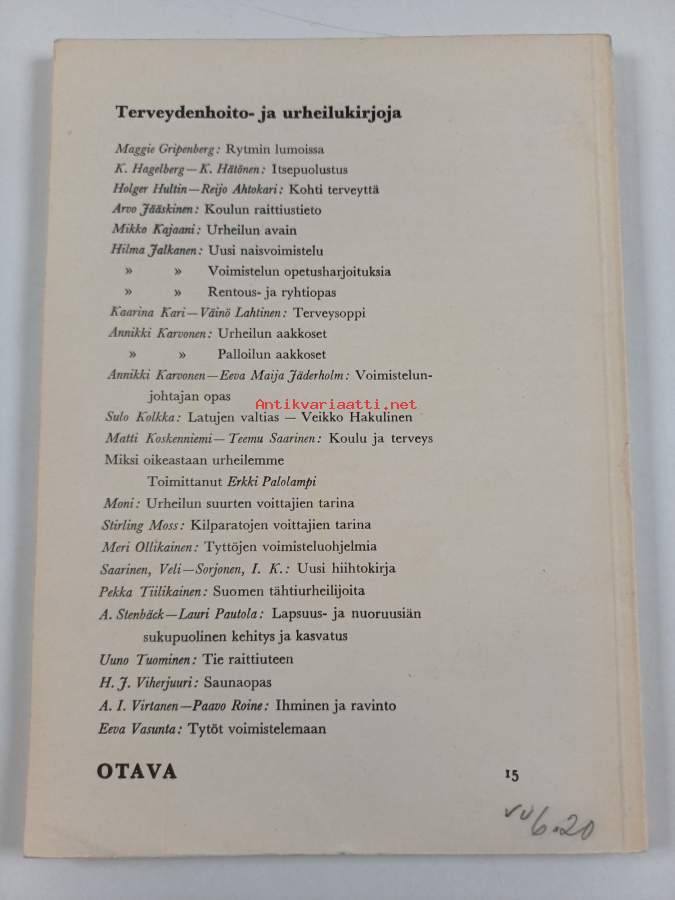 Terveydenhoito- ja urheilukirjoja
Maggie Gripenberg: Rytmin lumoissa
K. Hagelberg—K. Hätönen: Itsepuolustus
Holger Hultin—Reijo Ahtokari: Kohti terveyttä
Arvo Jääskinen: Koulun raittiustieto
Mikko Kajaani: Urheilun avain
Hilma Jalkanen: Uusi naisvoimistelu
» » Voimistelun opetusharjoituksia
» » Rentous- ja ryhtiopas
Kaarina Kari—Väinö Lahtinen: Terveysoppi
Annikki Karvonen: Urheilun aakkoset
» » Palloilun aakkoset
Annikki Karvonen—Eeva Maija Jäderholm: Voimistelun-
johtajan opas
Antikvariaatti.net
Sulo Kolkka: Latujen valtias — Veikko Hakulinen
Matti Koskenniemi—Teemu Saarinen: Koulu ja terveys
Miksi oikeastaan urheilemme
Toimittanut Erkki Palolampi
Moni: Urheilun suurten voittajien tarina
Stirling Moss: Kilparatojen voittajien tarina
Meri Ollikainen: Tyttöjen voimisteluohjelmia
Saarinen, Veli—Sorjonen, I. K.: Uusi hiihtokirja
Pekka Tiilikainen: Suomen tähtiurheilijoita
A. Stenbäck—Lauri Pautola: Lapsuus- ja nuoruusiän
sukupuolinen kehitys ja kasvatus
Uuno Tuominen: Tie raittiuteen
H. J. Viherjuuri: Saunaopas
A. I. Virtanen—Paavo Roine: Ihminen ja ravinto
Eeva Vasunta: Tytöt voimistelemaan
OTAVA 15
6.20